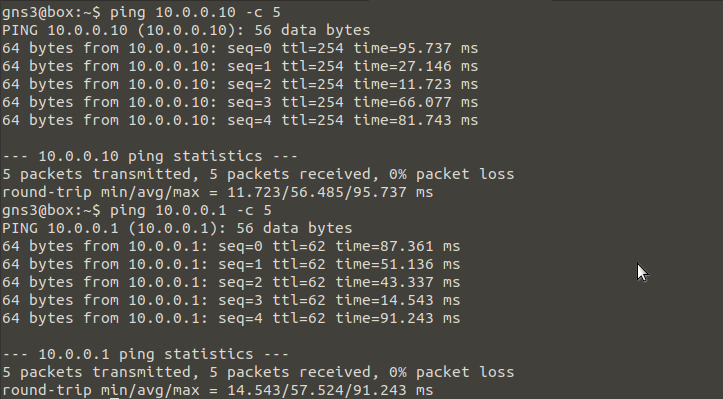 gns3@box:~$ ping 10.0.0.10 -c 5
PING 10.0.0.10 (10.0.0.10): 56 data bytes
64 bytes from 10.0.0.10: seq=0 ttl=254 time=95.737 ms
64 bytes from 10.0.0.10: seq=1 ttl=254 time=27.146 ms
64 bytes from 10.0.0.10: seq=2 ttl=254 time=11.723 ms
64 bytes from 10.0.0.10: seq=3 ttl=254 time=66.077 ms
64 bytes from 10.0.0.10: seq=4 ttl=254 time=81.743 ms

--- 10.0.0.10 ping statistics ---
5 packets transmitted, 5 packets received, 0% packet loss
round-trip min/avg/max = 11.723/56.485/95.737 ms
gns3@box:~$ ping 10.0.0.1 -c 5
PING 10.0.0.1 (10.0.0.1): 56 data bytes
64 bytes from 10.0.0.1: seq=0 ttl=62 time=87.361 ms
64 bytes from 10.0.0.1: seq=1 ttl=62 time=51.136 ms
64 bytes from 10.0.0.1: seq=2 ttl=62 time=43.337 ms
64 bytes from 10.0.0.1: seq=3 ttl=62 time=14.543 ms
64 bytes from 10.0.0.1: seq=4 ttl=62 time=91.243 ms

--- 10.0.0.1 ping statistics ---
5 packets transmitted, 5 packets received, 0% packet loss
round-trip min/avg/max = 14.543/57.524/91.243 ms